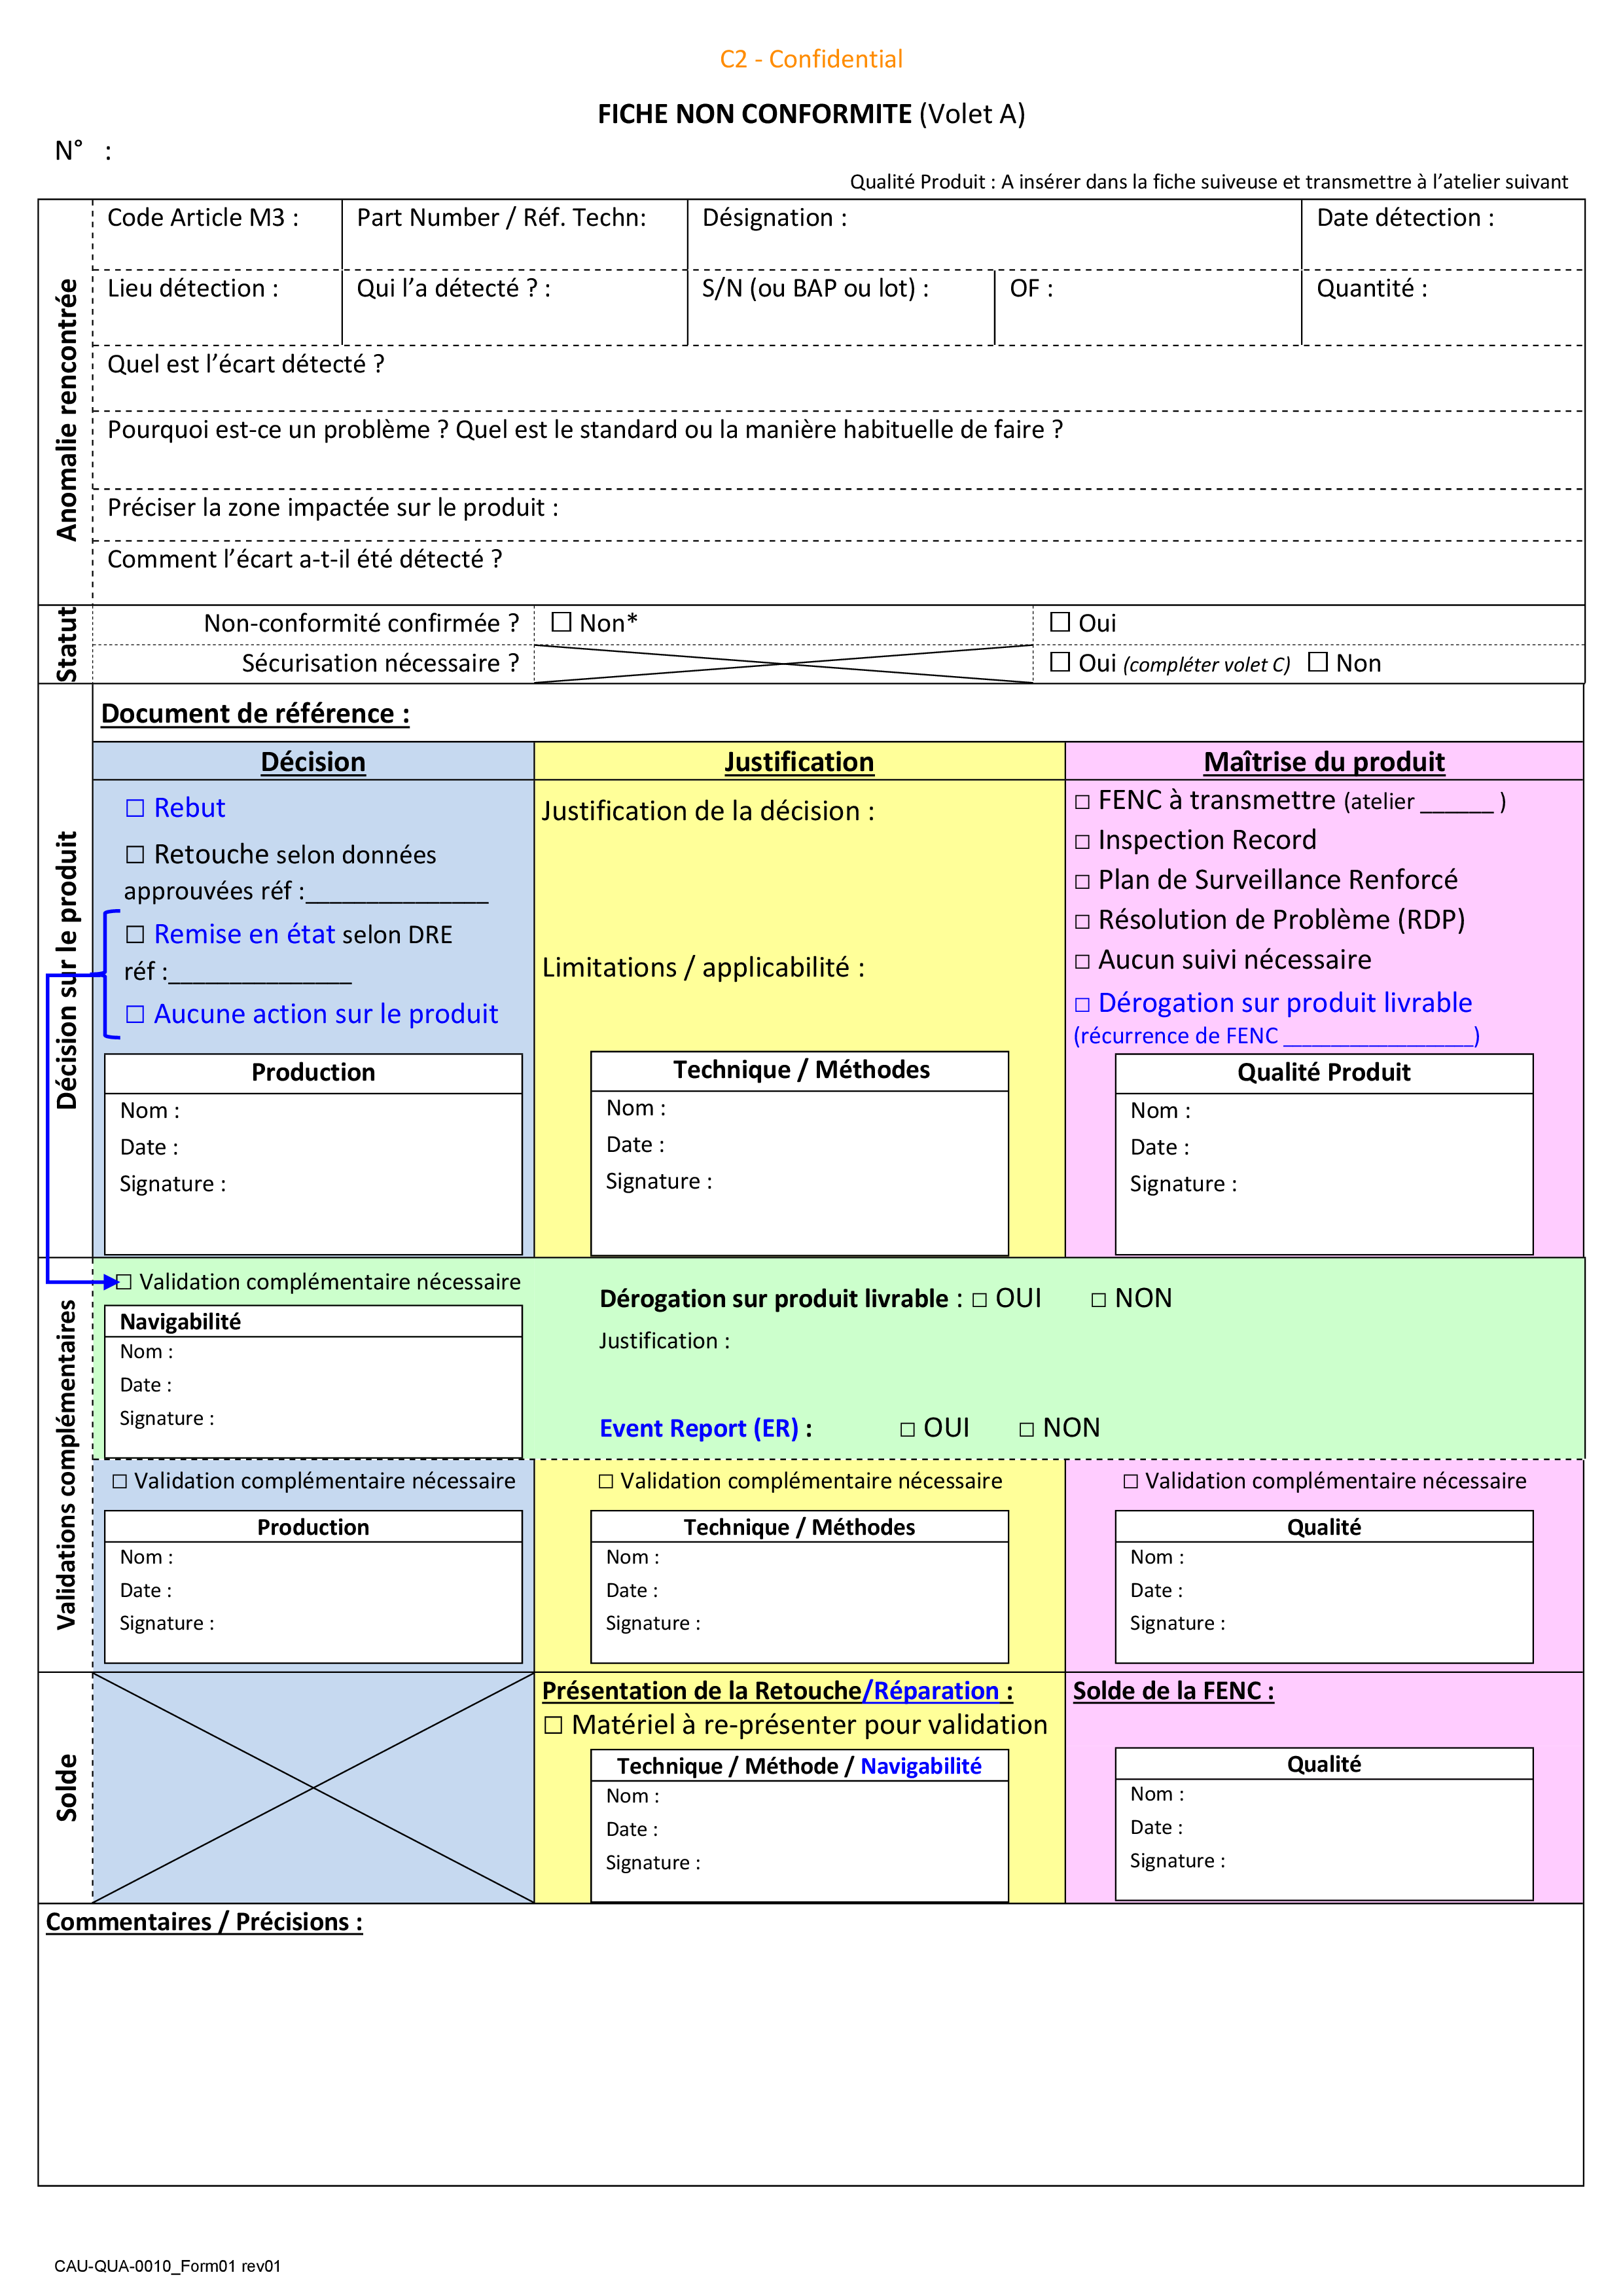 C2 - Confidential
FICHE NON CONFORMITE (Volet A)
N° :
Qualité Produit : A insérer dans la fiche suiveuse et transmettre à l’atelier suivant
Anomalie rencontrée
Code Article M3 : Part Number / Réf. Techn: Désignation : Date détection :
Lieu détection : Qui l’a détecté ? : S/N (ou BAP ou lot) : OF : Quantité :
Quel est l’écart détecté ?
Pourquoi est-ce un problème ? Quel est le standard ou la manière habituelle de faire ?
Préciser la zone impactée sur le produit :
Comment l’écart a-t-il été détecté ?
Statut
Non-conformité confirmée ? ☐ Non* ☐ Oui
Sécurisation nécessaire ? ☐ Oui (compléter volet C) ☐ Non
Décision sur le produit
Document de référence :
Décision
☐ Rebut
☐ Retouche selon données
approuvées réf :_______________
☐ Remise en état selon DRE
réf :_______________
☐ Aucune action sur le produit
Production
Nom :
Date :
Signature :
Justification
Justification de la décision :
Limitations / applicabilité :
Technique / Méthodes
Nom :
Date :
Signature :
Maîtrise du produit
□ FENC à transmettre (atelier ______ )
□ Inspection Record
□ Plan de Surveillance Renforcé
□ Résolution de Problème (RDP)
□ Aucun suivi nécessaire
□ Dérogation sur produit livrable
(récurrence de FENC ________________)
Qualité Produit
Nom :
Date :
Signature :
Validations complémentaires
□ Validation complémentaire nécessaire
Navigabilité
Nom :
Date :
Signature :
Dérogation sur produit livrable : □ OUI □ NON
Justification :
Event Report (ER) : □ OUI □ NON
□ Validation complémentaire nécessaire
Production
Nom :
Date :
Signature :
□ Validation complémentaire nécessaire
Technique / Méthodes
Nom :
Date :
Signature :
□ Validation complémentaire nécessaire
Qualité
Nom :
Date :
Signature :
Solde
Présentation de la Retouche/Réparation :
☐ Matériel à re-présenter pour validation
Technique / Méthode / Navigabilité
Nom :
Date :
Signature :
Solde de la FENC :
Qualité
Nom :
Date :
Signature :
Commentaires / Précisions :
CAU-QUA-0010_Form01 rev01